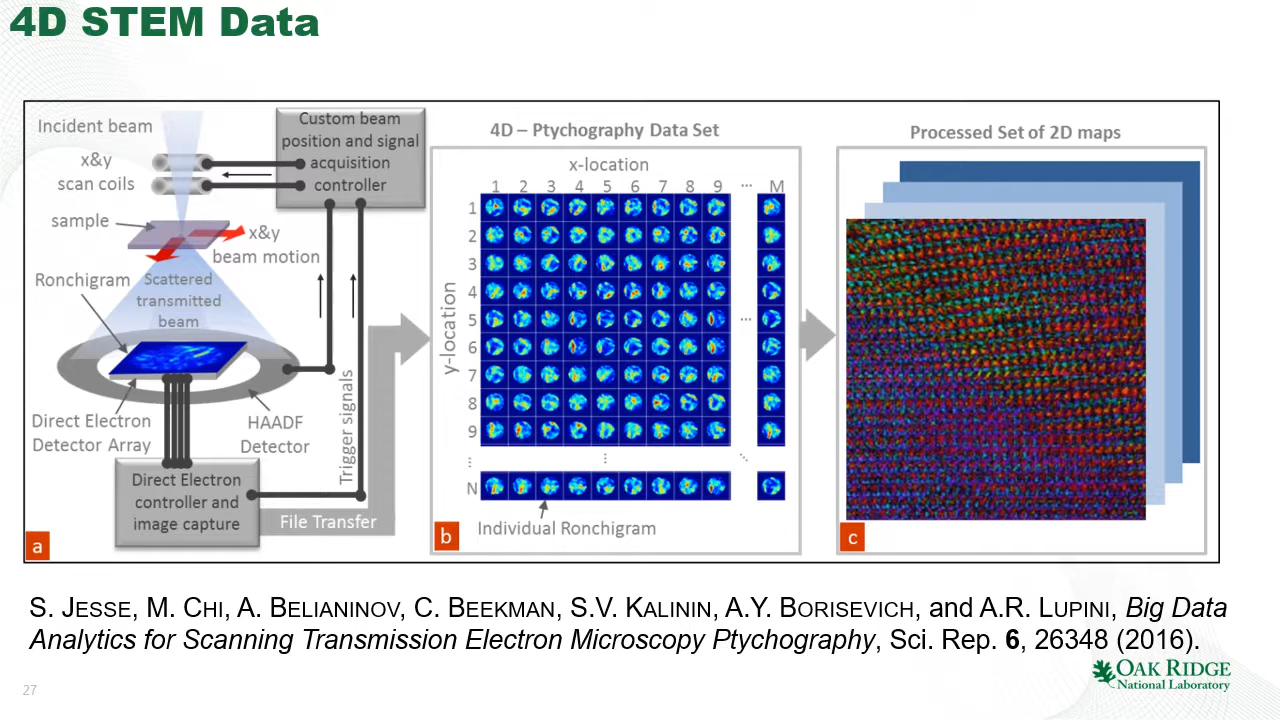 4D STEM Data
Incident beam
x&y
scan coils
sample
x&y
beam motion
Ronchigram
Scattered
transmitted
beam
Direct Electron
Detector Array
HAADF
Detector
Custom beam
position and signal
acquisition
controller
Trigger signals
Direct Electron
controller and
image capture
File Transfer
a
4D – Ptychography Data Set
x-location
1 2 3 4 5 6 7 8 9 ... M
y-location
1
2
3
4
5
...
6
7
8
9
⋮ ⋮ ⋱
N
Individual Ronchigram
b
Processed Set of 2D maps
c
S. JESSE, M. CHI, A. BELIANINOV, C. BEEKMAN, S.V. KALININ, A.Y. BORISEVICH, and A.R. LUPINI, Big Data
Analytics for Scanning Transmission Electron Microscopy Ptychography, Sci. Rep. 6, 26348 (2016).
OAK RIDGE
National Laboratory
27